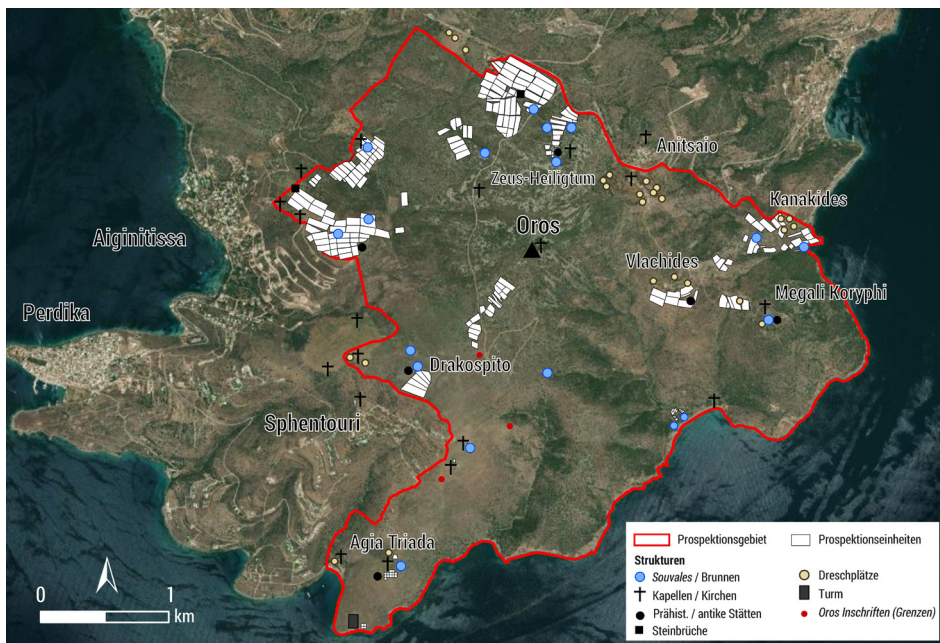 Anitsaio
Zeus-Heiligtum
Kanakides
Oros
Aiginitissa
Vlachides
Megali Koryphi
Perdika
Drakospito
Sphentouri
Agia Triada
0 1
km
Prospektionsgebiet Prospektionseinheiten
Strukturen
Souvales / Brunnen Dreschplätze
Kapellen / Kirchen Turm
Prähist. / antike Stätten Oros Inschriften (Grenzen)
Steinbrüche